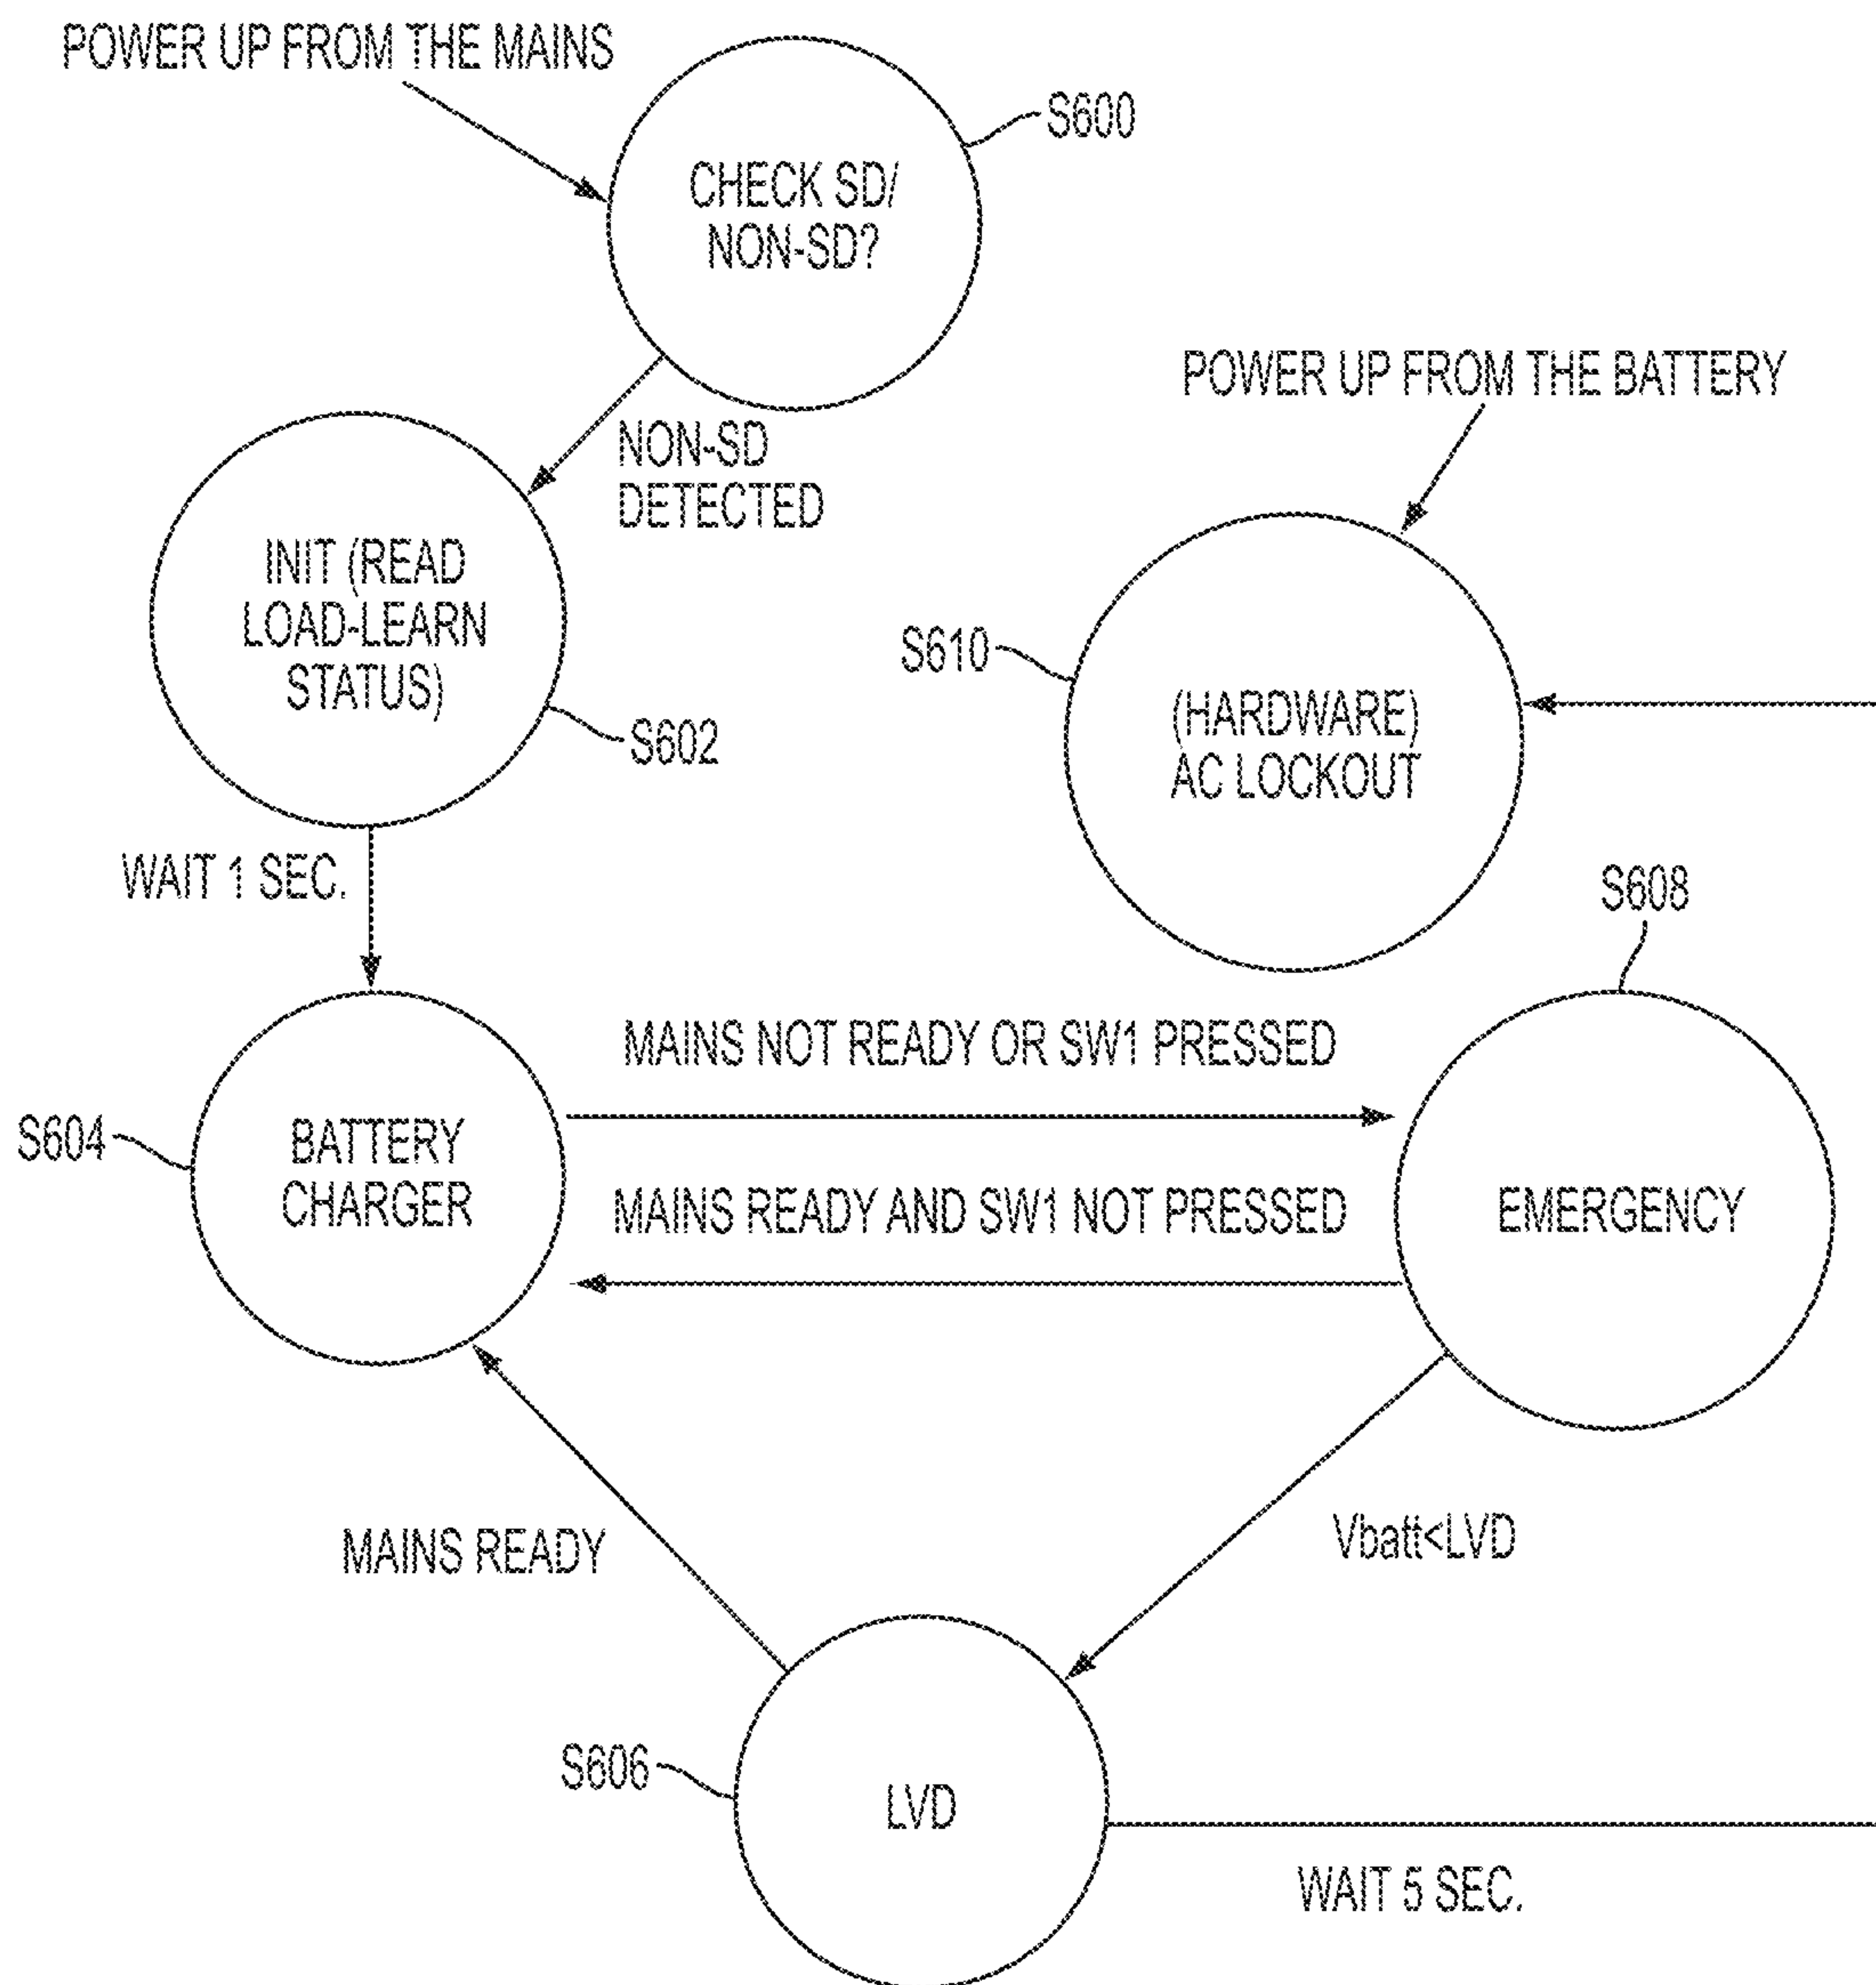 POWER UP FROM THE MAINS
S600
CHECK SD/
NON-SD?
POWER UP FROM THE BATTERY
NON-SD
DETECTED
INIT (READ
LOAD-LEARN
STATUS)
S602
S610
(HARDWARE)
AC LOCKOUT
WAIT 1 SEC.
S608
MAINS NOT READY OR SW1 PRESSED
S604
BATTERY
CHARGER
MAINS READY AND SW1 NOT PRESSED
EMERGENCY
MAINS READY
Vbatt<LVD
S606
LVD
WAIT 5 SEC.